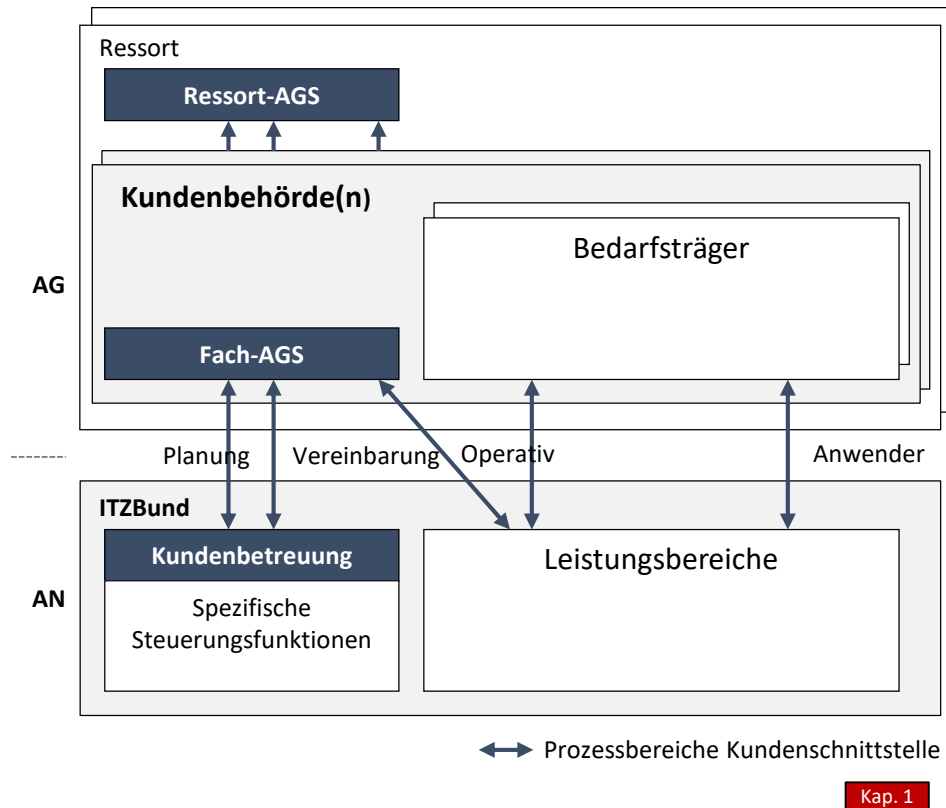 Ressort
Ressort-AGS
Kundenbehörde(n)
Bedarfsträger
AG
Fach-AGS
Planung
Vereinbarung
Operativ
Anwender
ITZBund
Kundenbetreuung
Leistungsbereiche
AN
Spezifische
Steuerungsfunktionen
Prozessbereiche Kundenschnittstelle
Kap. 1